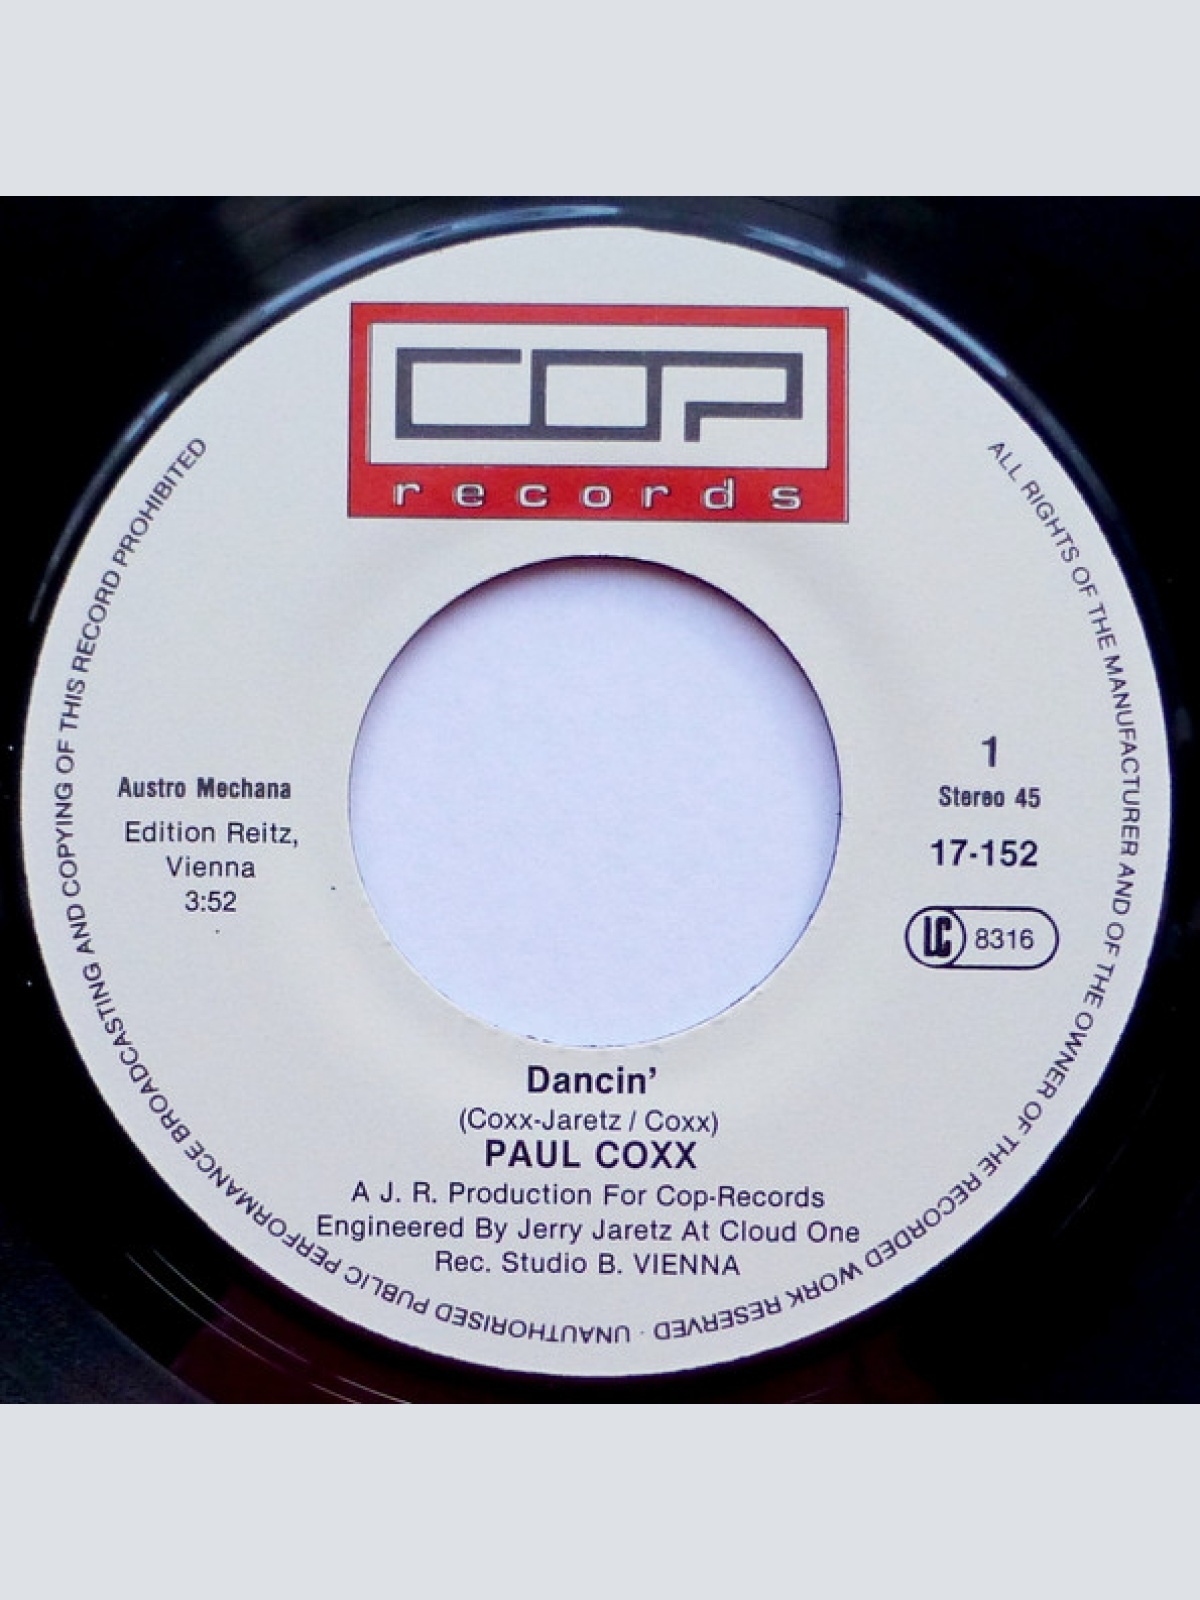 COP
records
ALL RIGHTS OF THE MANUFACTURER AND OF THE OWNER OF THE RECORDED WORK RESERVED · UNAUTHORISED PUBLIC PERFORMANCE BROADCASTING AND COPYING OF THIS RECORD PROHIBITED
Austro Mechana
Edition Reitz,
Vienna
3:52
1
Stereo 45
17-152
LC 8316
Dancin'
(Coxx-Jaretz / Coxx)
PAUL COXX
A J. R. Production For Cop-Records
Engineered By Jerry Jaretz At Cloud One
Rec. Studio B. VIENNA